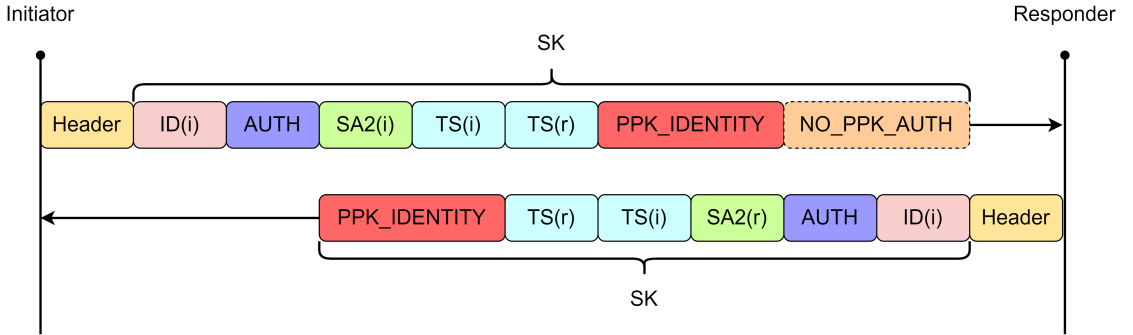 Initiator
Responder
SK
Header
ID(i)
AUTH
SA2(i)
TS(i)
TS(r)
PPK_IDENTITY
NO_PPK_AUTH
PPK_IDENTITY
TS(r)
TS(i)
SA2(r)
AUTH
ID(i)
Header
SK